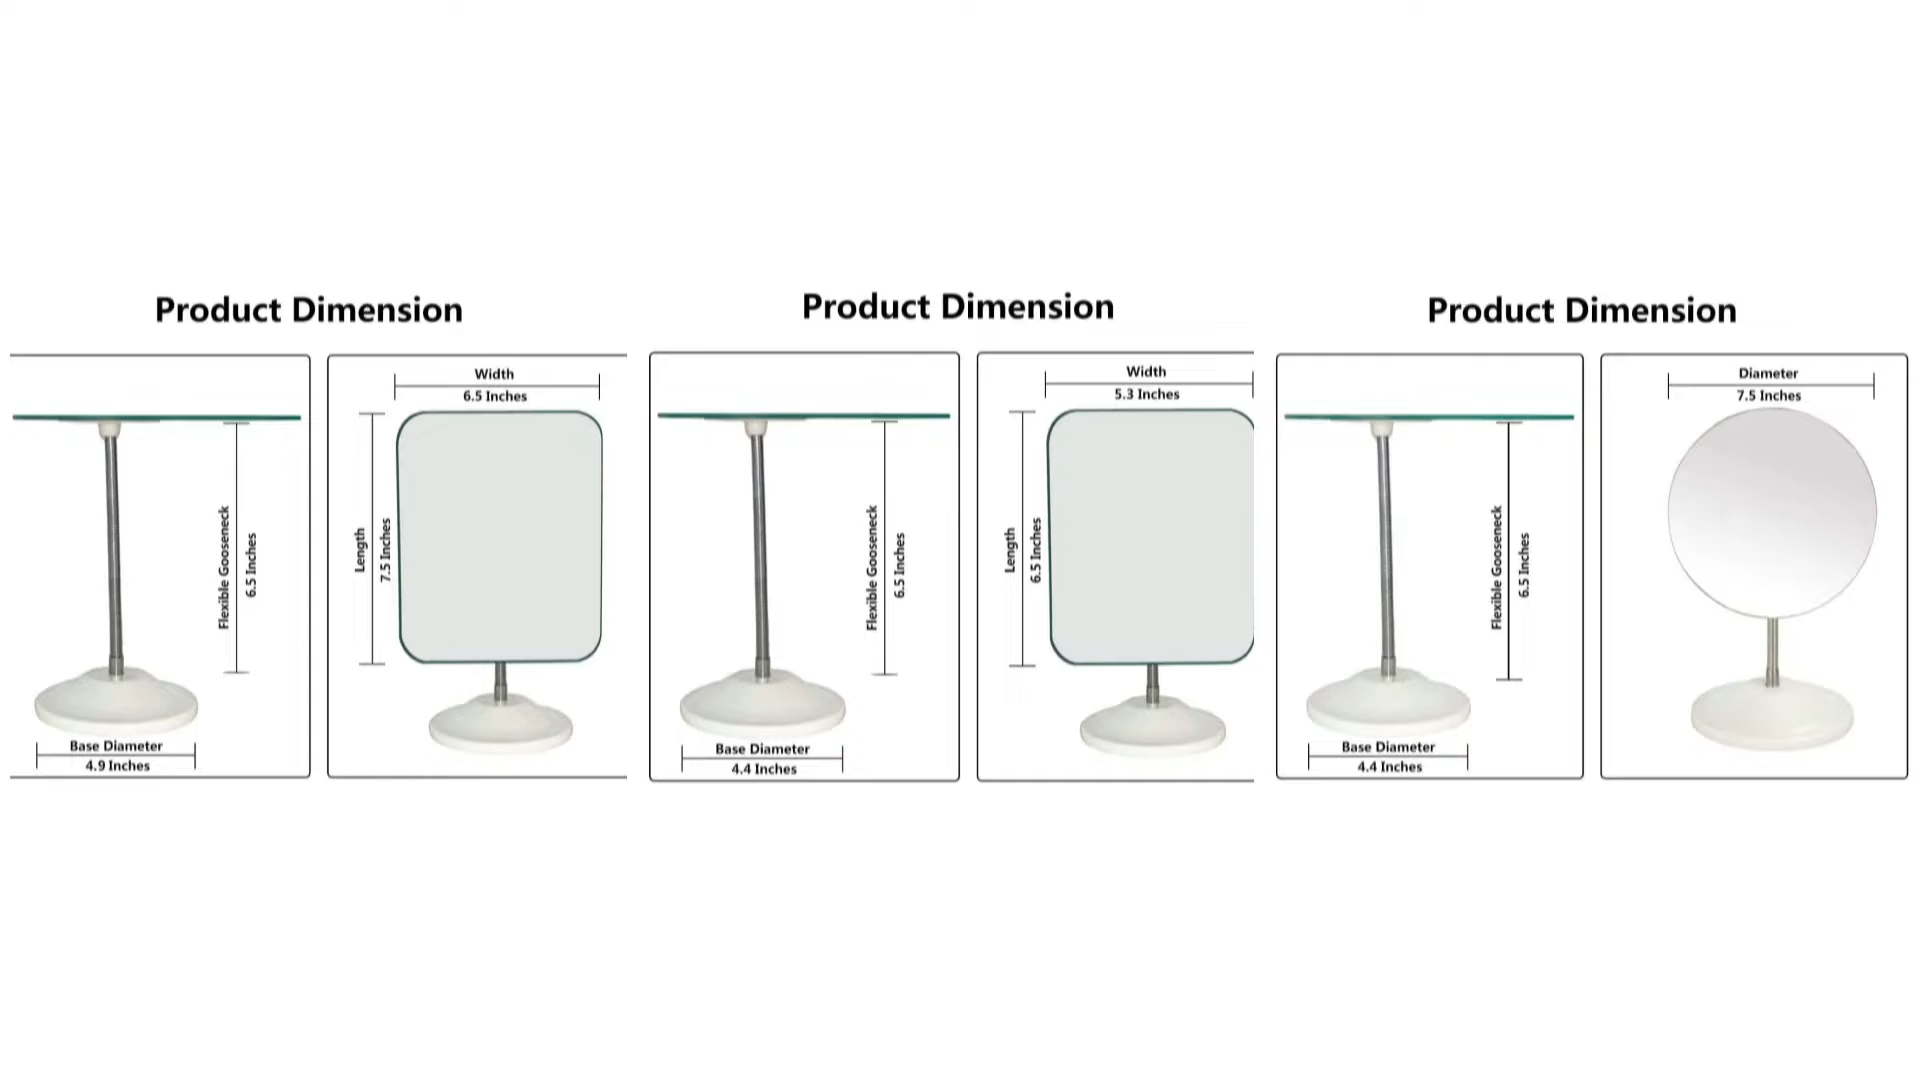 Product Dimension
Flexible Gooseneck
6.5 Inches
Base Diameter
4.9 Inches
Width
6.5 Inches
Length
7.5 Inches
Product Dimension
Flexible Gooseneck
6.5 Inches
Base Diameter
4.4 Inches
Width
5.3 Inches
Length
6.5 Inches
Product Dimension
Flexible Gooseneck
6.5 Inches
Base Diameter
4.4 Inches
Diameter
7.5 Inches